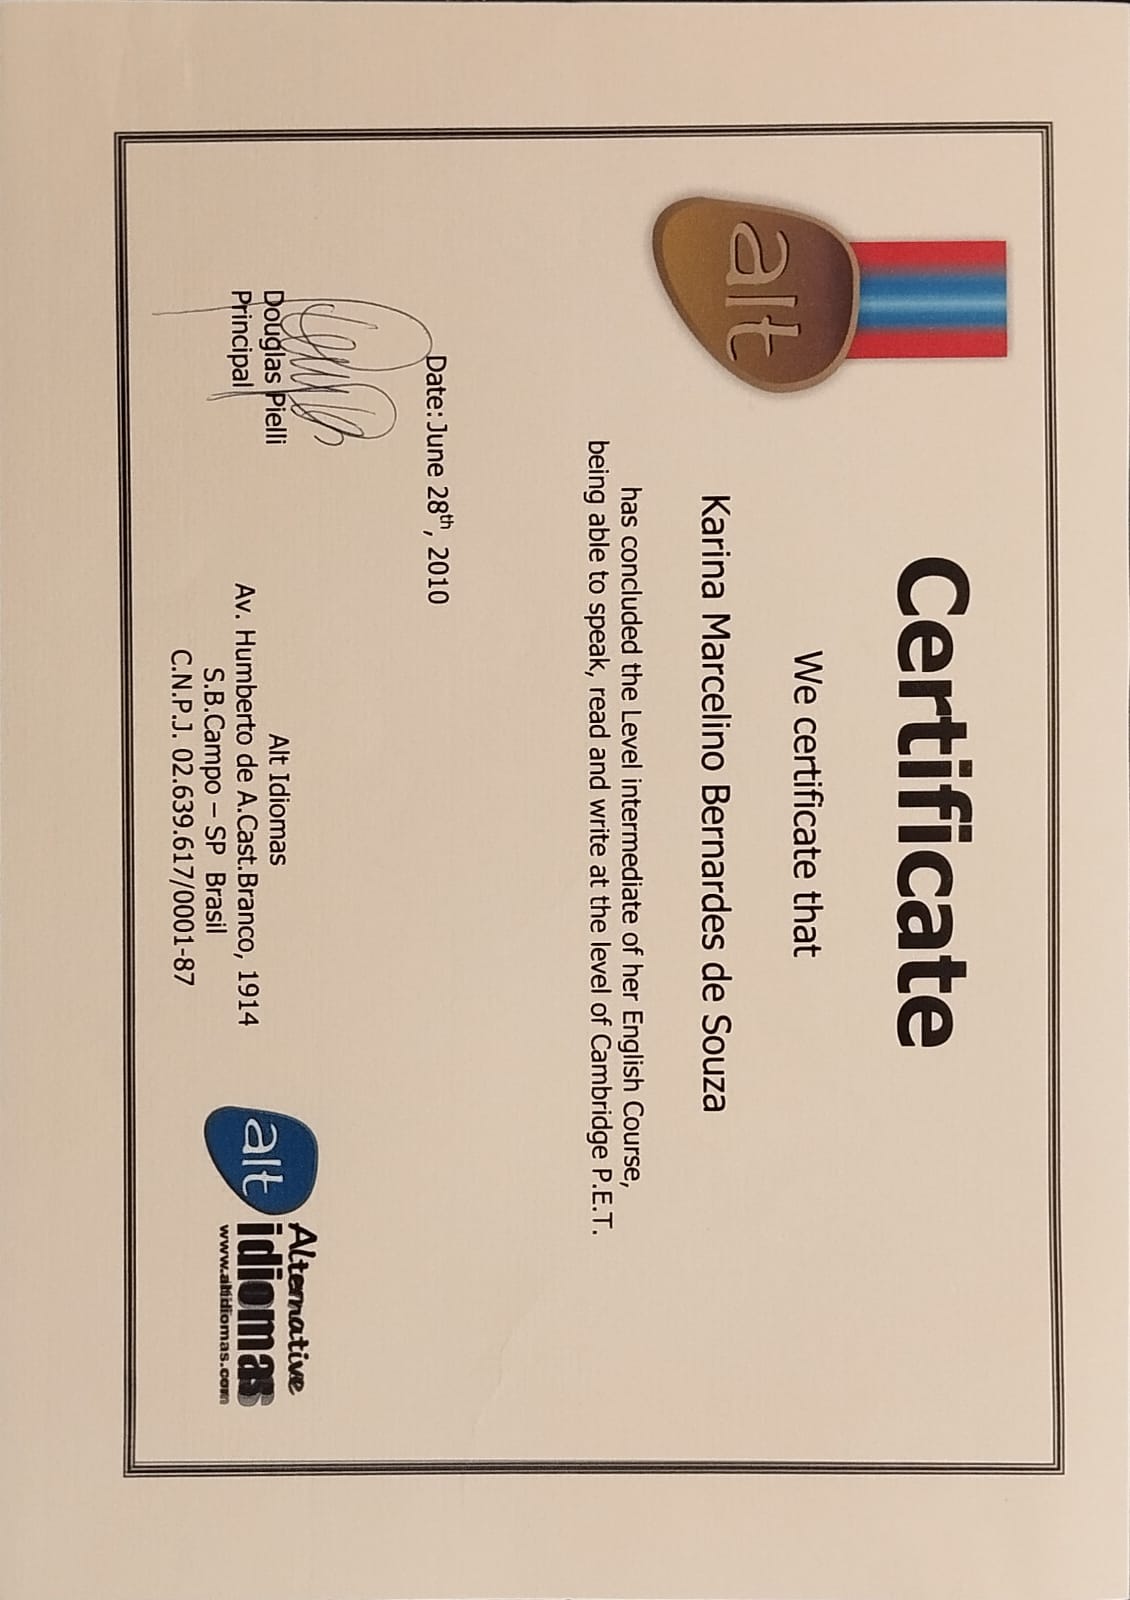 alt
Certificate
We certificate that
Karina Marcelino Bernardes de Souza
has concluded the Level intermediate of her English Course,
being able to speak, read and write at the level of Cambridge P.E.T.
Date: June 28th, 2010
Douglas Pielli
Principal
Alt Idiomas
Av. Humberto de A.Cast.Branco, 1914
S.B.Campo – SP Brasil
C.N.P.J. 02.639.617/0001-87
alt
Alternative
idiomas
www.altidiomas.com